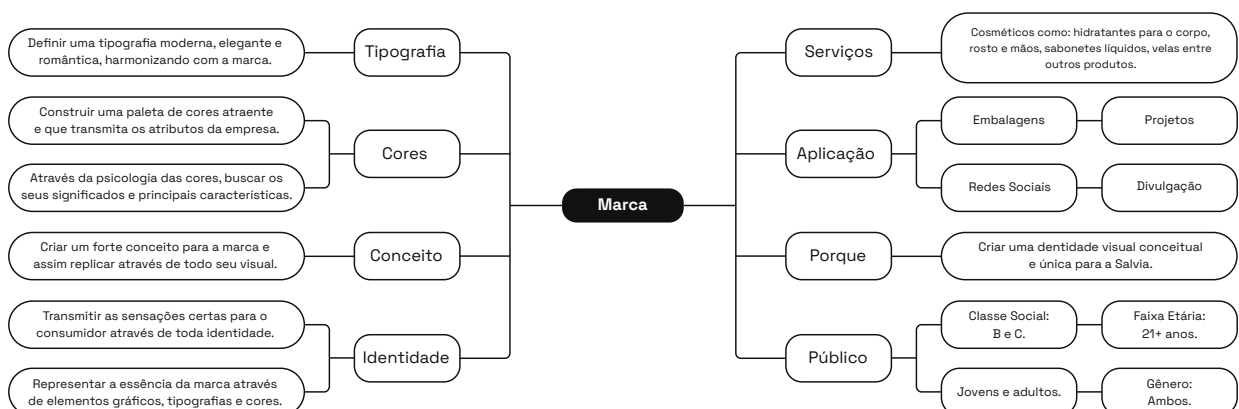 Definir uma tipografia moderna, elegante e
romântica, harmonizando com a marca.
Tipografia
Construir uma paleta de cores atraente
e que transmita os atributos da empresa.
Através da psicologia das cores, buscar os
seus significados e principais características.
Cores
Criar um forte conceito para a marca e
assim replicar através de todo seu visual.
Conceito
Transmitir as sensações certas para o
consumidor através de toda identidade.
Representar a essência da marca através
de elementos gráficos, tipografias e cores.
Identidade
Marca
Serviços
Cosméticos como: hidratantes para o corpo,
rosto e mãos, sabonetes líquidos, velas entre
outros produtos.
Aplicação
Embalagens
Projetos
Redes Sociais
Divulgação
Porque
Criar uma dentidade visual conceitual
e única para a Salvia.
Público
Classe Social:
B e C.
Faixa Etária:
21+ anos.
Jovens e adultos.
Gênero:
Ambos.